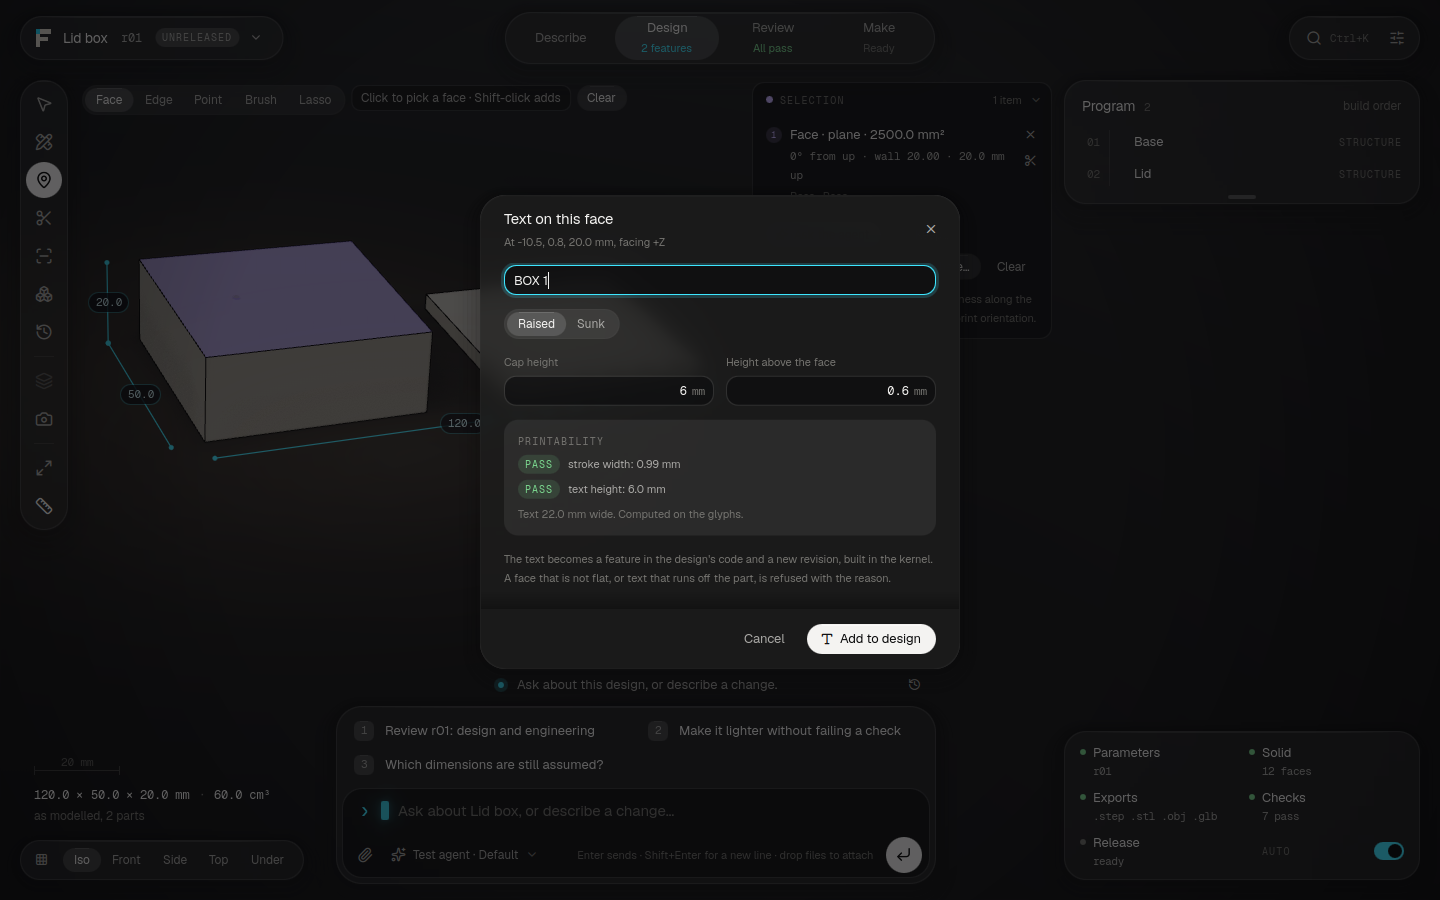 Lid box r01 UNRELEASED
Describe
Design
2 features
Review
All pass
Make
Ready
Ctrl+K
Face Edge Point Brush Lasso
Click to pick a face · Shift-click adds
Clear
SELECTION 1 item
1 Face · plane · 2500.0 mm²
0° from up · wall 20.00 · 20.0 mm
up
Clear
ness along the
rint orientation.
Program 2 build order
01 Base STRUCTURE
02 Lid STRUCTURE
20.0
50.0
120.0
Text on this face
At -10.5, 0.8, 20.0 mm, facing +Z
BOX 1
Raised Sunk
Cap height
6 mm
Height above the face
0.6 mm
PRINTABILITY
PASS stroke width: 0.99 mm
PASS text height: 6.0 mm
Text 22.0 mm wide. Computed on the glyphs.
The text becomes a feature in the design's code and a new revision, built in the kernel.
A face that is not flat, or text that runs off the part, is refused with the reason.
Cancel Add to design
Ask about this design, or describe a change.
1 Review r01: design and engineering
2 Make it lighter without failing a check
3 Which dimensions are still assumed?
Ask about Lid box, or describe a change...
Test agent · Default
Enter sends · Shift+Enter for a new line · drop files to attach
20 mm
120.0 × 50.0 × 20.0 mm · 60.0 cm³
as modelled, 2 parts
Iso Front Side Top Under
Parameters
r01
Solid
12 faces
Exports
.step .stl .obj .glb
Checks
7 pass
Release
ready
AUTO